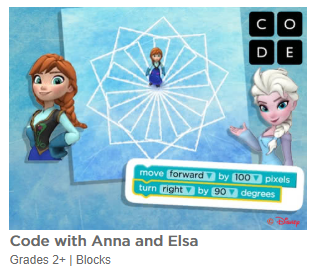 C O
D E
move forward by 100 pixels
turn right by 90 degrees
© Disney
Code with Anna and Elsa
Grades 2+ | Blocks